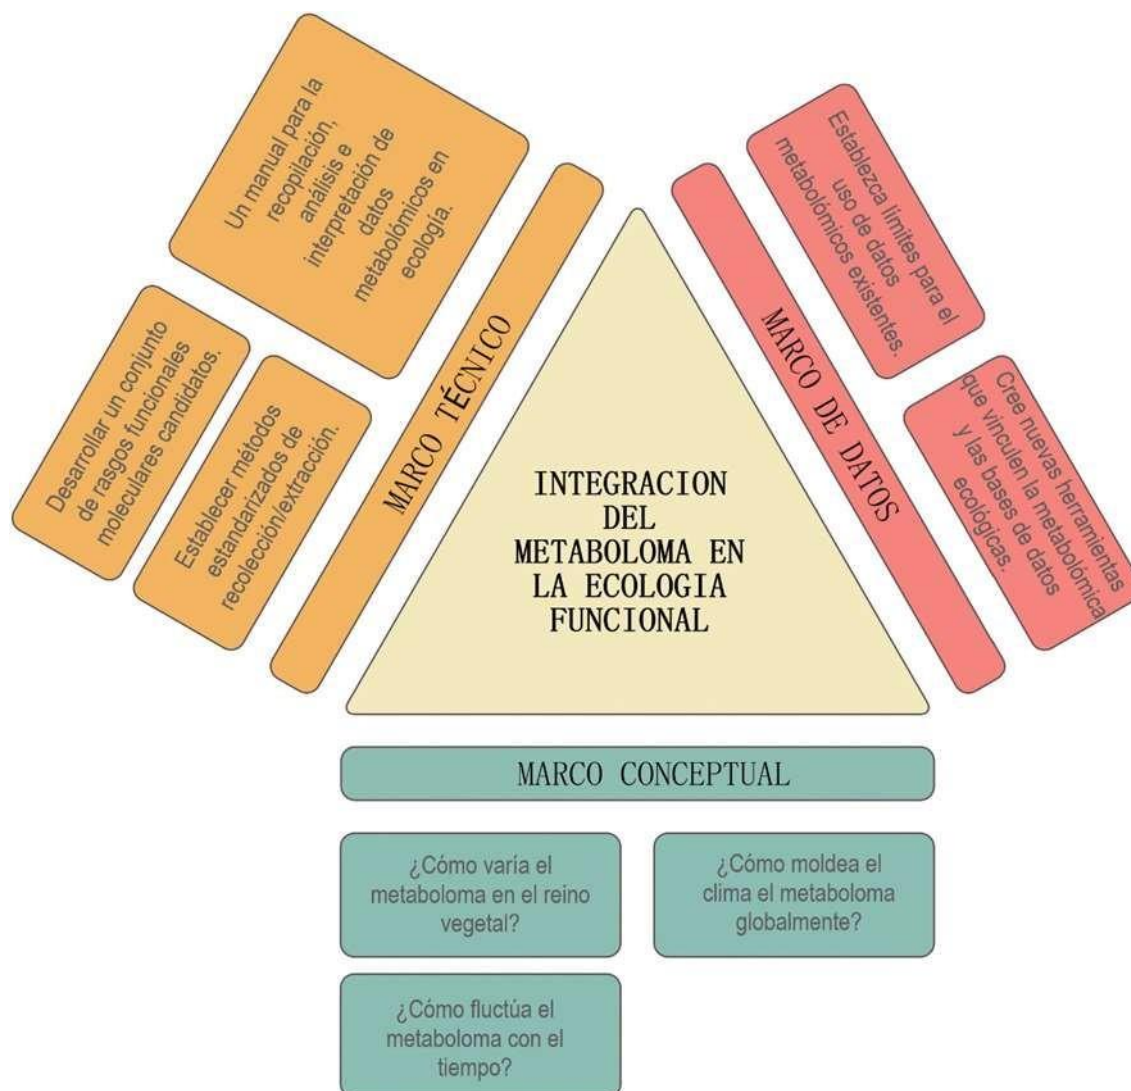 Un manual para la
recopilación,
análisis e
interpretación de
datos
metabolómicos en
ecología.
Desarrollar un conjunto
de rasgos funcionales
moleculares candidatos.
Establecer métodos
estandarizados de
recolección/extracción.
MARCO TÉCNICO
Establezca límites para el
uso de datos
metabolómicos existentes.
Cree nuevas herramientas
que vinculen la metabolómica
y las bases de datos
ecológicas.
MARCO DE DATOS
INTEGRACION
DEL
METABOLOMA EN
LA ECOLOGIA
FUNCIONAL
MARCO CONCEPTUAL
¿Cómo varía el
metaboloma en el reino
vegetal?
¿Cómo moldea el
clima el metaboloma
globalmente?
¿Cómo fluctúa el
metaboloma con el
tiempo?